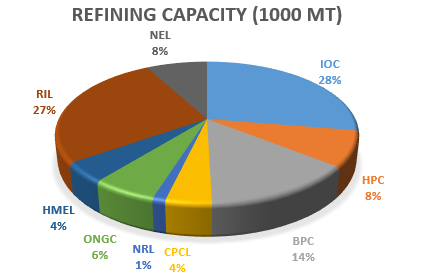 REFINING CAPACITY (1000 MT)
NEL
8%
IOC
28%
RIL
27%
HPC
8%
HMEL
4%
ONGC
6%
NRL
1%
CPCL
4%
BPC
14%